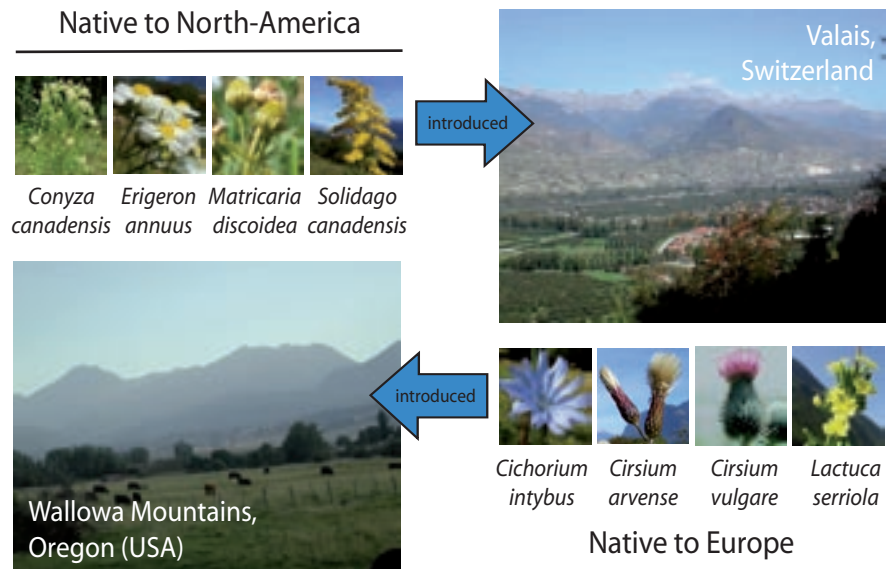 Native to North-America
Valais,
Switzerland
introduced
Conyza
canadensis
Erigeron
annuus
Matricaria
discoidea
Solidago
canadensis
introduced
Wallowa Mountains,
Oregon (USA)
Cichorium
intybus
Cirsium
arvense
Cirsium
vulgare
Lactuca
serriola
Native to Europe